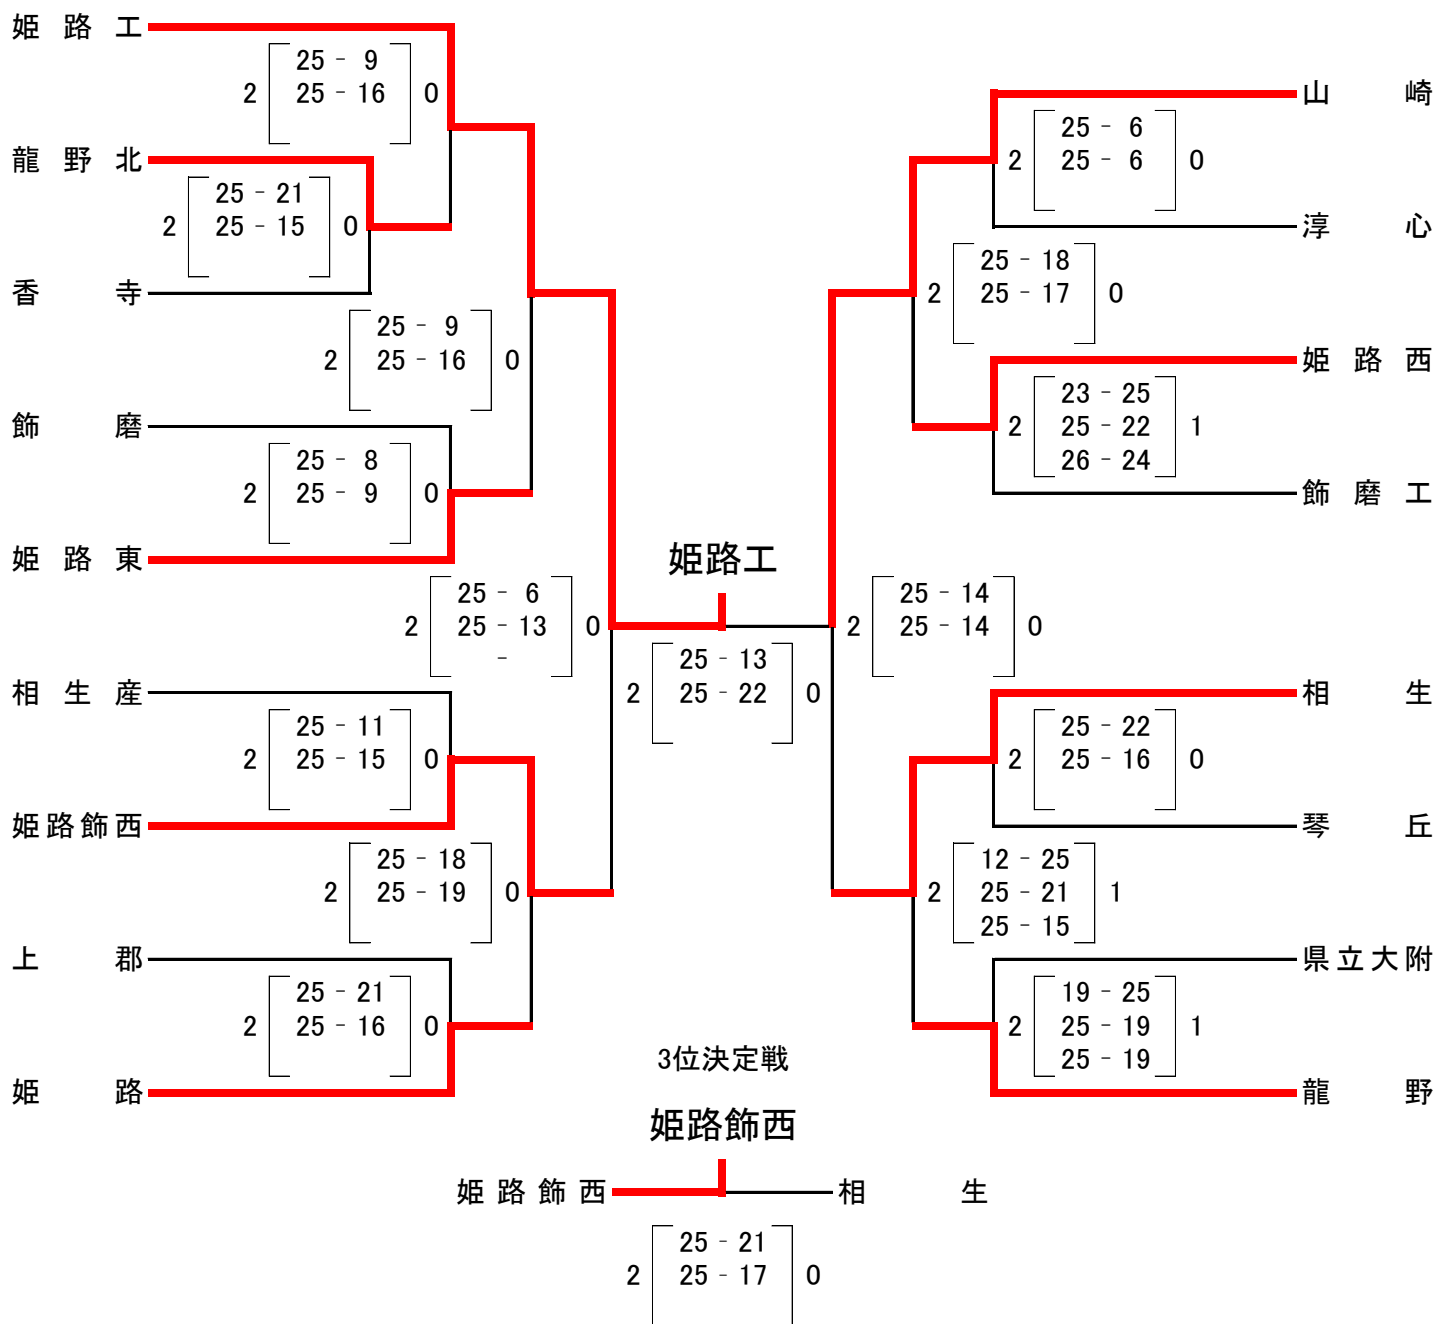 姫路工
2 25 - 9 0
25 - 16
龍野北
2 25 - 21 0
25 - 15
香寺
2 25 - 9 0
25 - 16
飾磨
2 25 - 8 0
25 - 9
姫路東
2 25 - 6 0
25 - 13
-
相生産
2 25 - 11 0
25 - 15
姫路飾西
2 25 - 18 0
25 - 19
上郡
2 25 - 21 0
25 - 16
姫路
姫路工
2 25 - 13 0
25 - 22
山崎
2 25 - 6 0
25 - 6
淳心
2 25 - 18 0
25 - 17
姫路西
2 23 - 25 1
25 - 22
26 - 24
飾磨工
2 25 - 14 0
25 - 14
相生
2 25 - 22 0
25 - 16
琴丘
2 12 - 25 1
25 - 21
25 - 15
県立大附
2 19 - 25 1
25 - 19
25 - 19
龍野
3位決定戦
姫路飾西
姫路飾西 相生
2 25 - 21 0
25 - 17